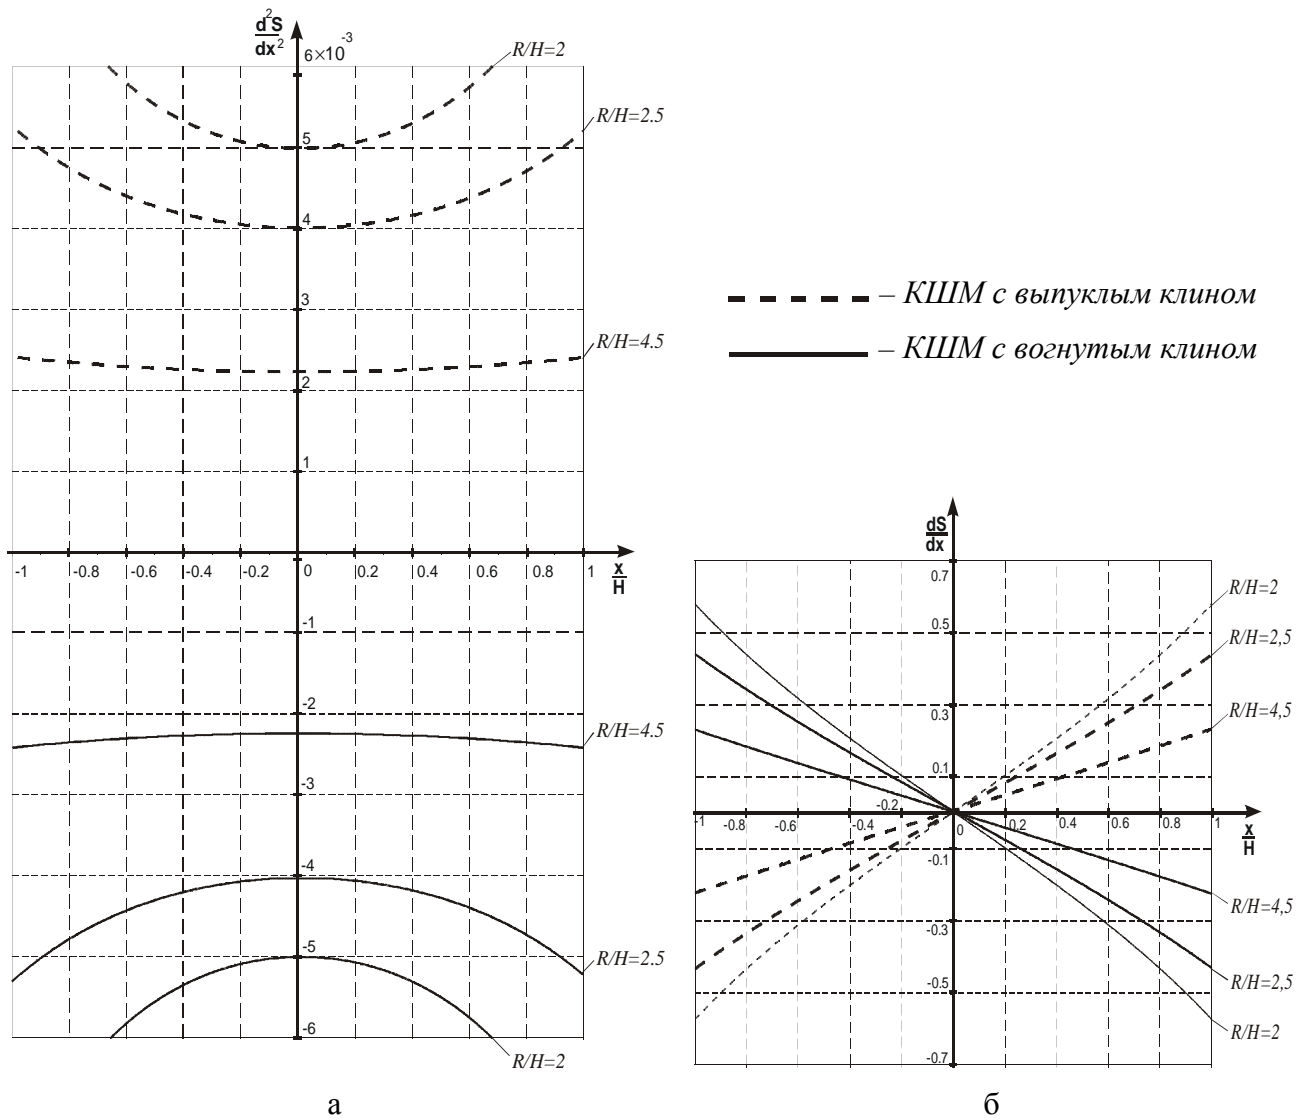 d²S
dx²
6×10⁻³
R/H=2
R/H=2.5
5
4
3
R/H=4.5
2
1
-1 -0.8 -0.6 -0.4 -0.2 0 0.2 0.4 0.6 0.8 1
x
H
-1
-2
R/H=4.5
-3
-4
-5
R/H=2.5
-6
R/H=2
а
– КШМ с выпуклым клином
– КШМ с вогнутым клином
dS
dx
0.7
R/H=2
0.5
R/H=2,5
0.3
R/H=4,5
0.1
-1 -0.8 -0.6 -0.4 -0.2 0 0.2 0.4 0.6 0.8 1
x
H
-0.1
R/H=4,5
-0.3
R/H=2,5
-0.5
R/H=2
-0.7
б